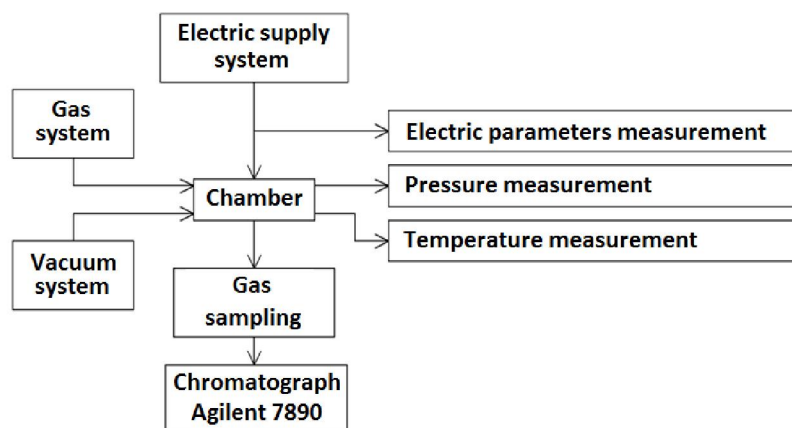 Electric supply
system
Gas
system
Electric parameters measurement
Pressure measurement
Chamber
Temperature measurement
Vacuum
system
Gas
sampling
Chromatograph
Agilent 7890